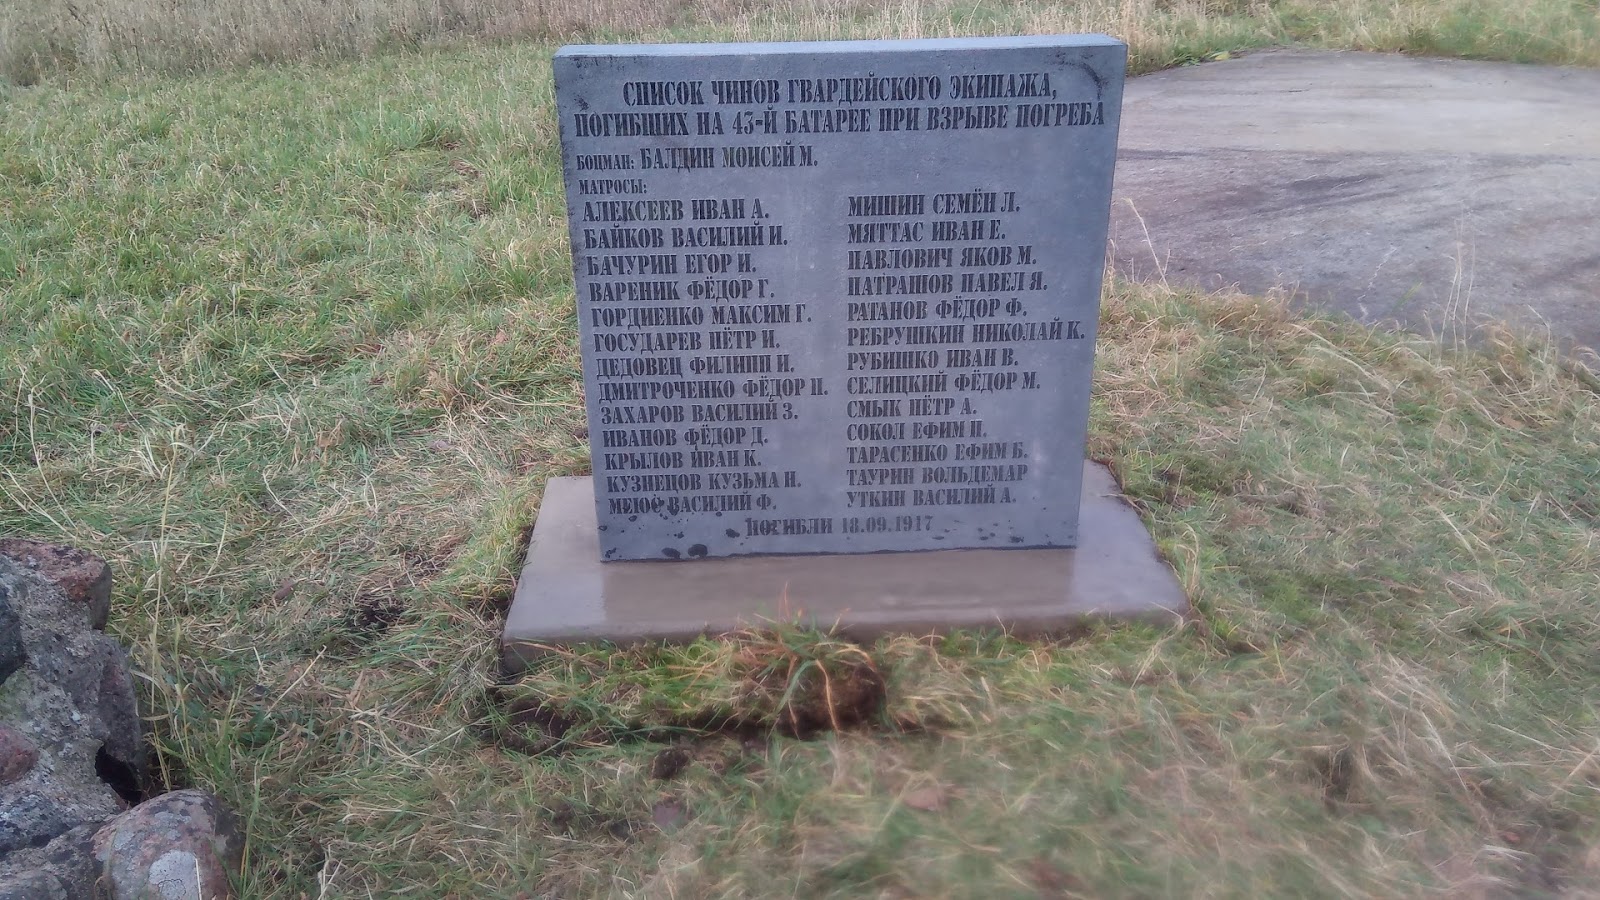 СПИСОК ЧИНОВ ГВАРДЕЙСКОГО ЭКИПАЖА,
ПОГИБЩИХ НА 43-Й БАТАРЕЕ ПРИ ВЗРЫВЕ ПОГРЕБА
БОЦМАН: БАЛДИН МОИСЕЙ М.
МАТРОСЫ:
АЛЕКСЕЕВ ИВАН А.
БАЙКОВ ВАСИЛИЙ И.
БАЧУРИН ЕГОР И.
ВАРЕНИК ФЁДОР Г.
ГОРДИЕНКО МАКСИМ Г.
ГОСУДАРЕВ ПЁТР И.
ДЕДОВЕЦ ФИЛИПП И.
ДМИТРОЧЕНКО ФЁДОР П.
ЗАХАРОВ ВАСИЛИЙ З.
ИВАНОВ ФЁДОР Д.
КРЫЛОВ ИВАН К.
КУЗНЕЦОВ КУЗЬМА И.
ВАСИЛИЙ Ф.
МИШИН СЕМЁН Л.
МЯТТАС ИВАН Е.
ПАВЛОВИЧ ЯКОВ М.
ПАТРАШОВ ПАВЕЛ Я.
РАТАНОВ ФЁДОР Ф.
РЕБРУШКИН НИКОЛАЙ К.
РУБИШКО ИВАН В.
СЕЛИЦКИЙ ФЁДОР М.
СМЫК ПЁТР А.
СОКОЛ ЕФИМ П.
ТАРАСЕНКО ЕФИМ Б.
ТАУРИН ВОЛЬДЕМАР
УТКИН ВАСИЛИЙ А.
ПОГИБЛИ 18.09.1917